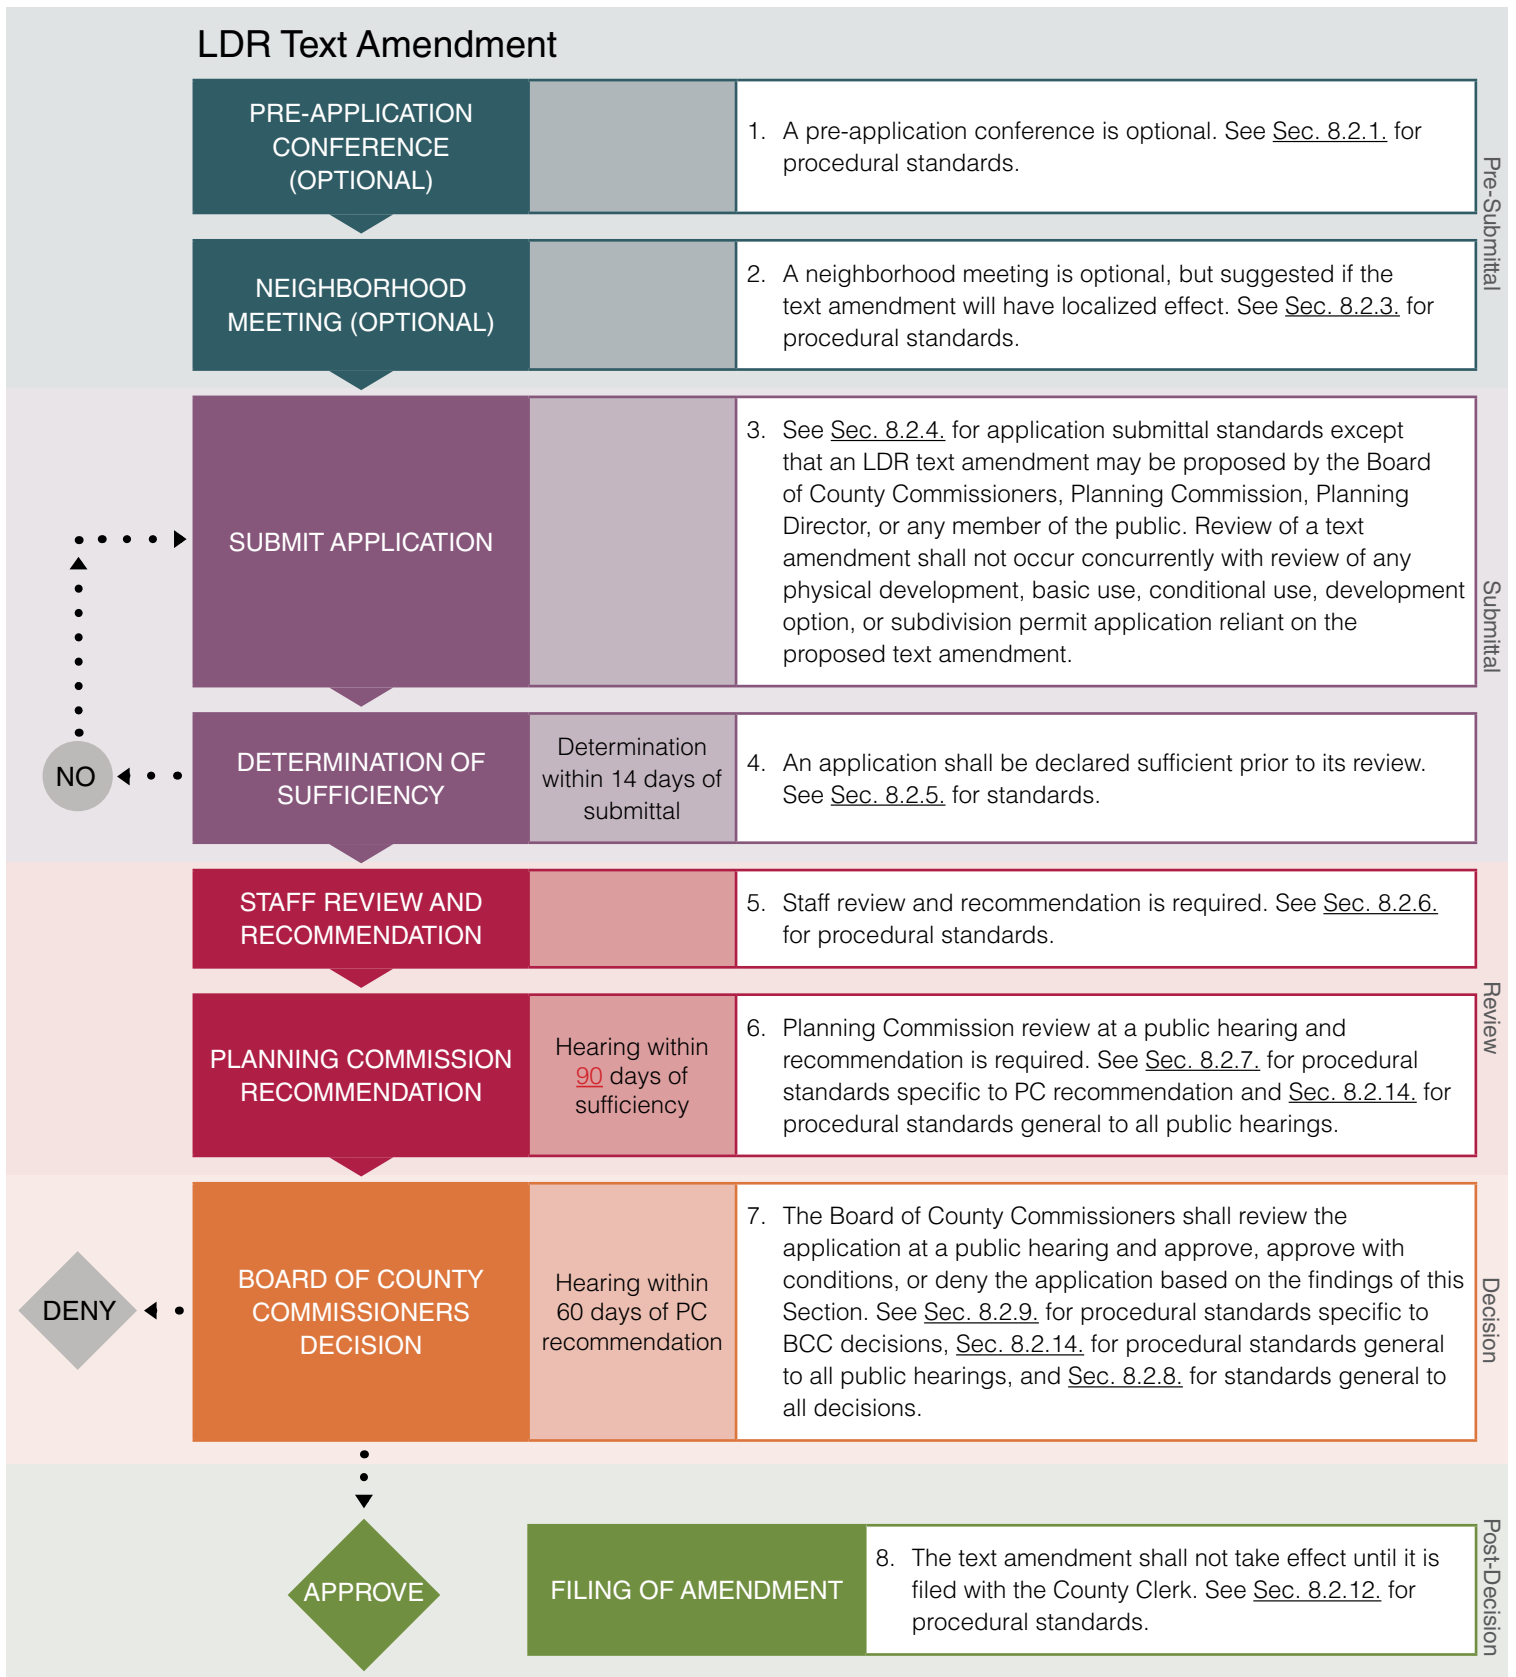 LDR Text Amendment
PRE-APPLICATION
CONFERENCE
(OPTIONAL)
1. A pre-application conference is optional. See Sec. 8.2.1. for
procedural standards.
Pre-Submittal
NEIGHBORHOOD
MEETING (OPTIONAL)
2. A neighborhood meeting is optional, but suggested if the
text amendment will have localized effect. See Sec. 8.2.3. for
procedural standards.
SUBMIT APPLICATION
3. See Sec. 8.2.4. for application submittal standards except
that an LDR text amendment may be proposed by the Board
of County Commissioners, Planning Commission, Planning
Director, or any member of the public. Review of a text
amendment shall not occur concurrently with review of any
physical development, basic use, conditional use, development
option, or subdivision permit application reliant on the
proposed text amendment.
Submittal
NO
DETERMINATION OF
SUFFICIENCY
Determination
within 14 days of
submittal
4. An application shall be declared sufficient prior to its review.
See Sec. 8.2.5. for standards.
STAFF REVIEW AND
RECOMMENDATION
5. Staff review and recommendation is required. See Sec. 8.2.6.
for procedural standards.
Review
PLANNING COMMISSION
RECOMMENDATION
Hearing within
90 days of
sufficiency
6. Planning Commission review at a public hearing and
recommendation is required. See Sec. 8.2.7. for procedural
standards specific to PC recommendation and Sec. 8.2.14. for
procedural standards general to all public hearings.
DENY
BOARD OF COUNTY
COMMISSIONERS
DECISION
Hearing within
60 days of PC
recommendation
7. The Board of County Commissioners shall review the
application at a public hearing and approve, approve with
conditions, or deny the application based on the findings of this
Section. See Sec. 8.2.9. for procedural standards specific to
BCC decisions, Sec. 8.2.14. for procedural standards general
to all public hearings, and Sec. 8.2.8. for standards general to
all decisions.
Decision
APPROVE
FILING OF AMENDMENT
8. The text amendment shall not take effect until it is
filed with the County Clerk. See Sec. 8.2.12. for
procedural standards.
Post-Decision